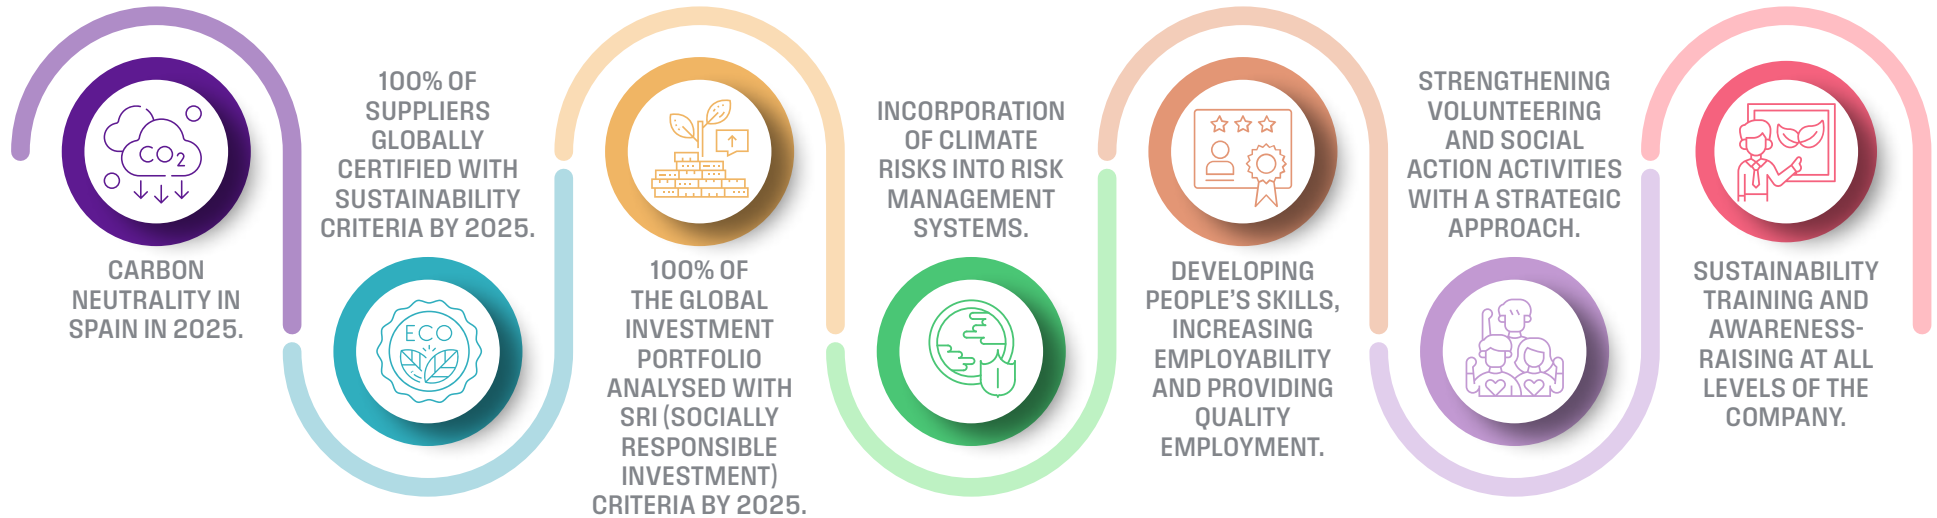 CO2
CARBON
NEUTRALITY IN
SPAIN IN 2025.
100% OF
SUPPLIERS
GLOBALLY
CERTIFIED WITH
SUSTAINABILITY
CRITERIA BY 2025.
ECO
100% OF
THE GLOBAL
INVESTMENT
PORTFOLIO
ANALYSED WITH
SRI (SOCIALLY
RESPONSIBLE
INVESTMENT)
CRITERIA BY 2025.
INCORPORATION
OF CLIMATE
RISKS INTO RISK
MANAGEMENT
SYSTEMS.
DEVELOPING
PEOPLE’S SKILLS,
INCREASING
EMPLOYABILITY
AND PROVIDING
QUALITY
EMPLOYMENT.
STRENGTHENING
VOLUNTEERING
AND SOCIAL
ACTION ACTIVITIES
WITH A STRATEGIC
APPROACH.
SUSTAINABILITY
TRAINING AND
AWARENESS-
RAISING AT ALL
LEVELS OF THE
COMPANY.